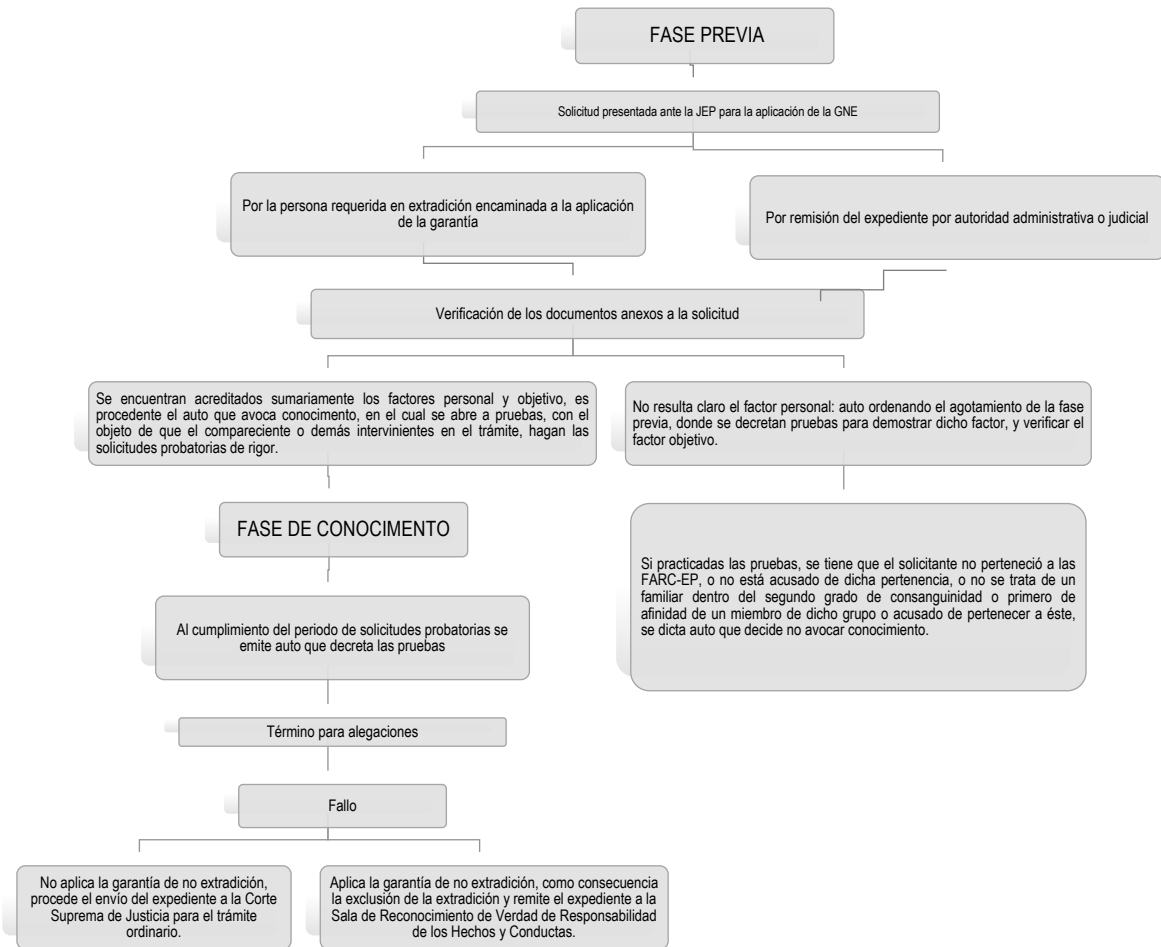 FASE PREVIA
Solicitud presentada ante la JEP para la aplicación de la GNE
Por la persona requerida en extradición encaminada a la aplicación
de la garantía
Por remisión del expediente por autoridad administrativa o judicial
Verificación de los documentos anexos a la solicitud
Se encuentran acreditados sumariamente los factores personal y objetivo, es
procedente el auto que avoca conocimiento, en el cual se abre a pruebas, con el
objeto de que el compareciente o demás intervinientes en el trámite, hagan las
solicitudes probatorias de rigor.
No resulta claro el factor personal: auto ordenando el agotamiento de la fase
previa, donde se decretan pruebas para demostrar dicho factor, y verificar el
factor objetivo.
FASE DE CONOCIMENTO
Si practicadas las pruebas, se tiene que el solicitante no perteneció a las
FARC-EP, o no está acusado de dicha pertenencia, o no se trata de un
familiar dentro del segundo grado de consanguinidad o primero de
afinidad de un miembro de dicho grupo o acusado de pertenecer a éste,
se dicta auto que decide no avocar conocimiento.
Al cumplimiento del periodo de solicitudes probatorias se
emite auto que decreta las pruebas
Término para alegaciones
Fallo
No aplica la garantía de no extradición,
procede el envío del expediente a la Corte
Suprema de Justicia para el trámite
ordinario.
Aplica la garantía de no extradición, como consecuencia
la exclusión de la extradición y remite el expediente a la
Sala de Reconocimiento de Verdad de Responsabilidad
de los Hechos y Conductas.